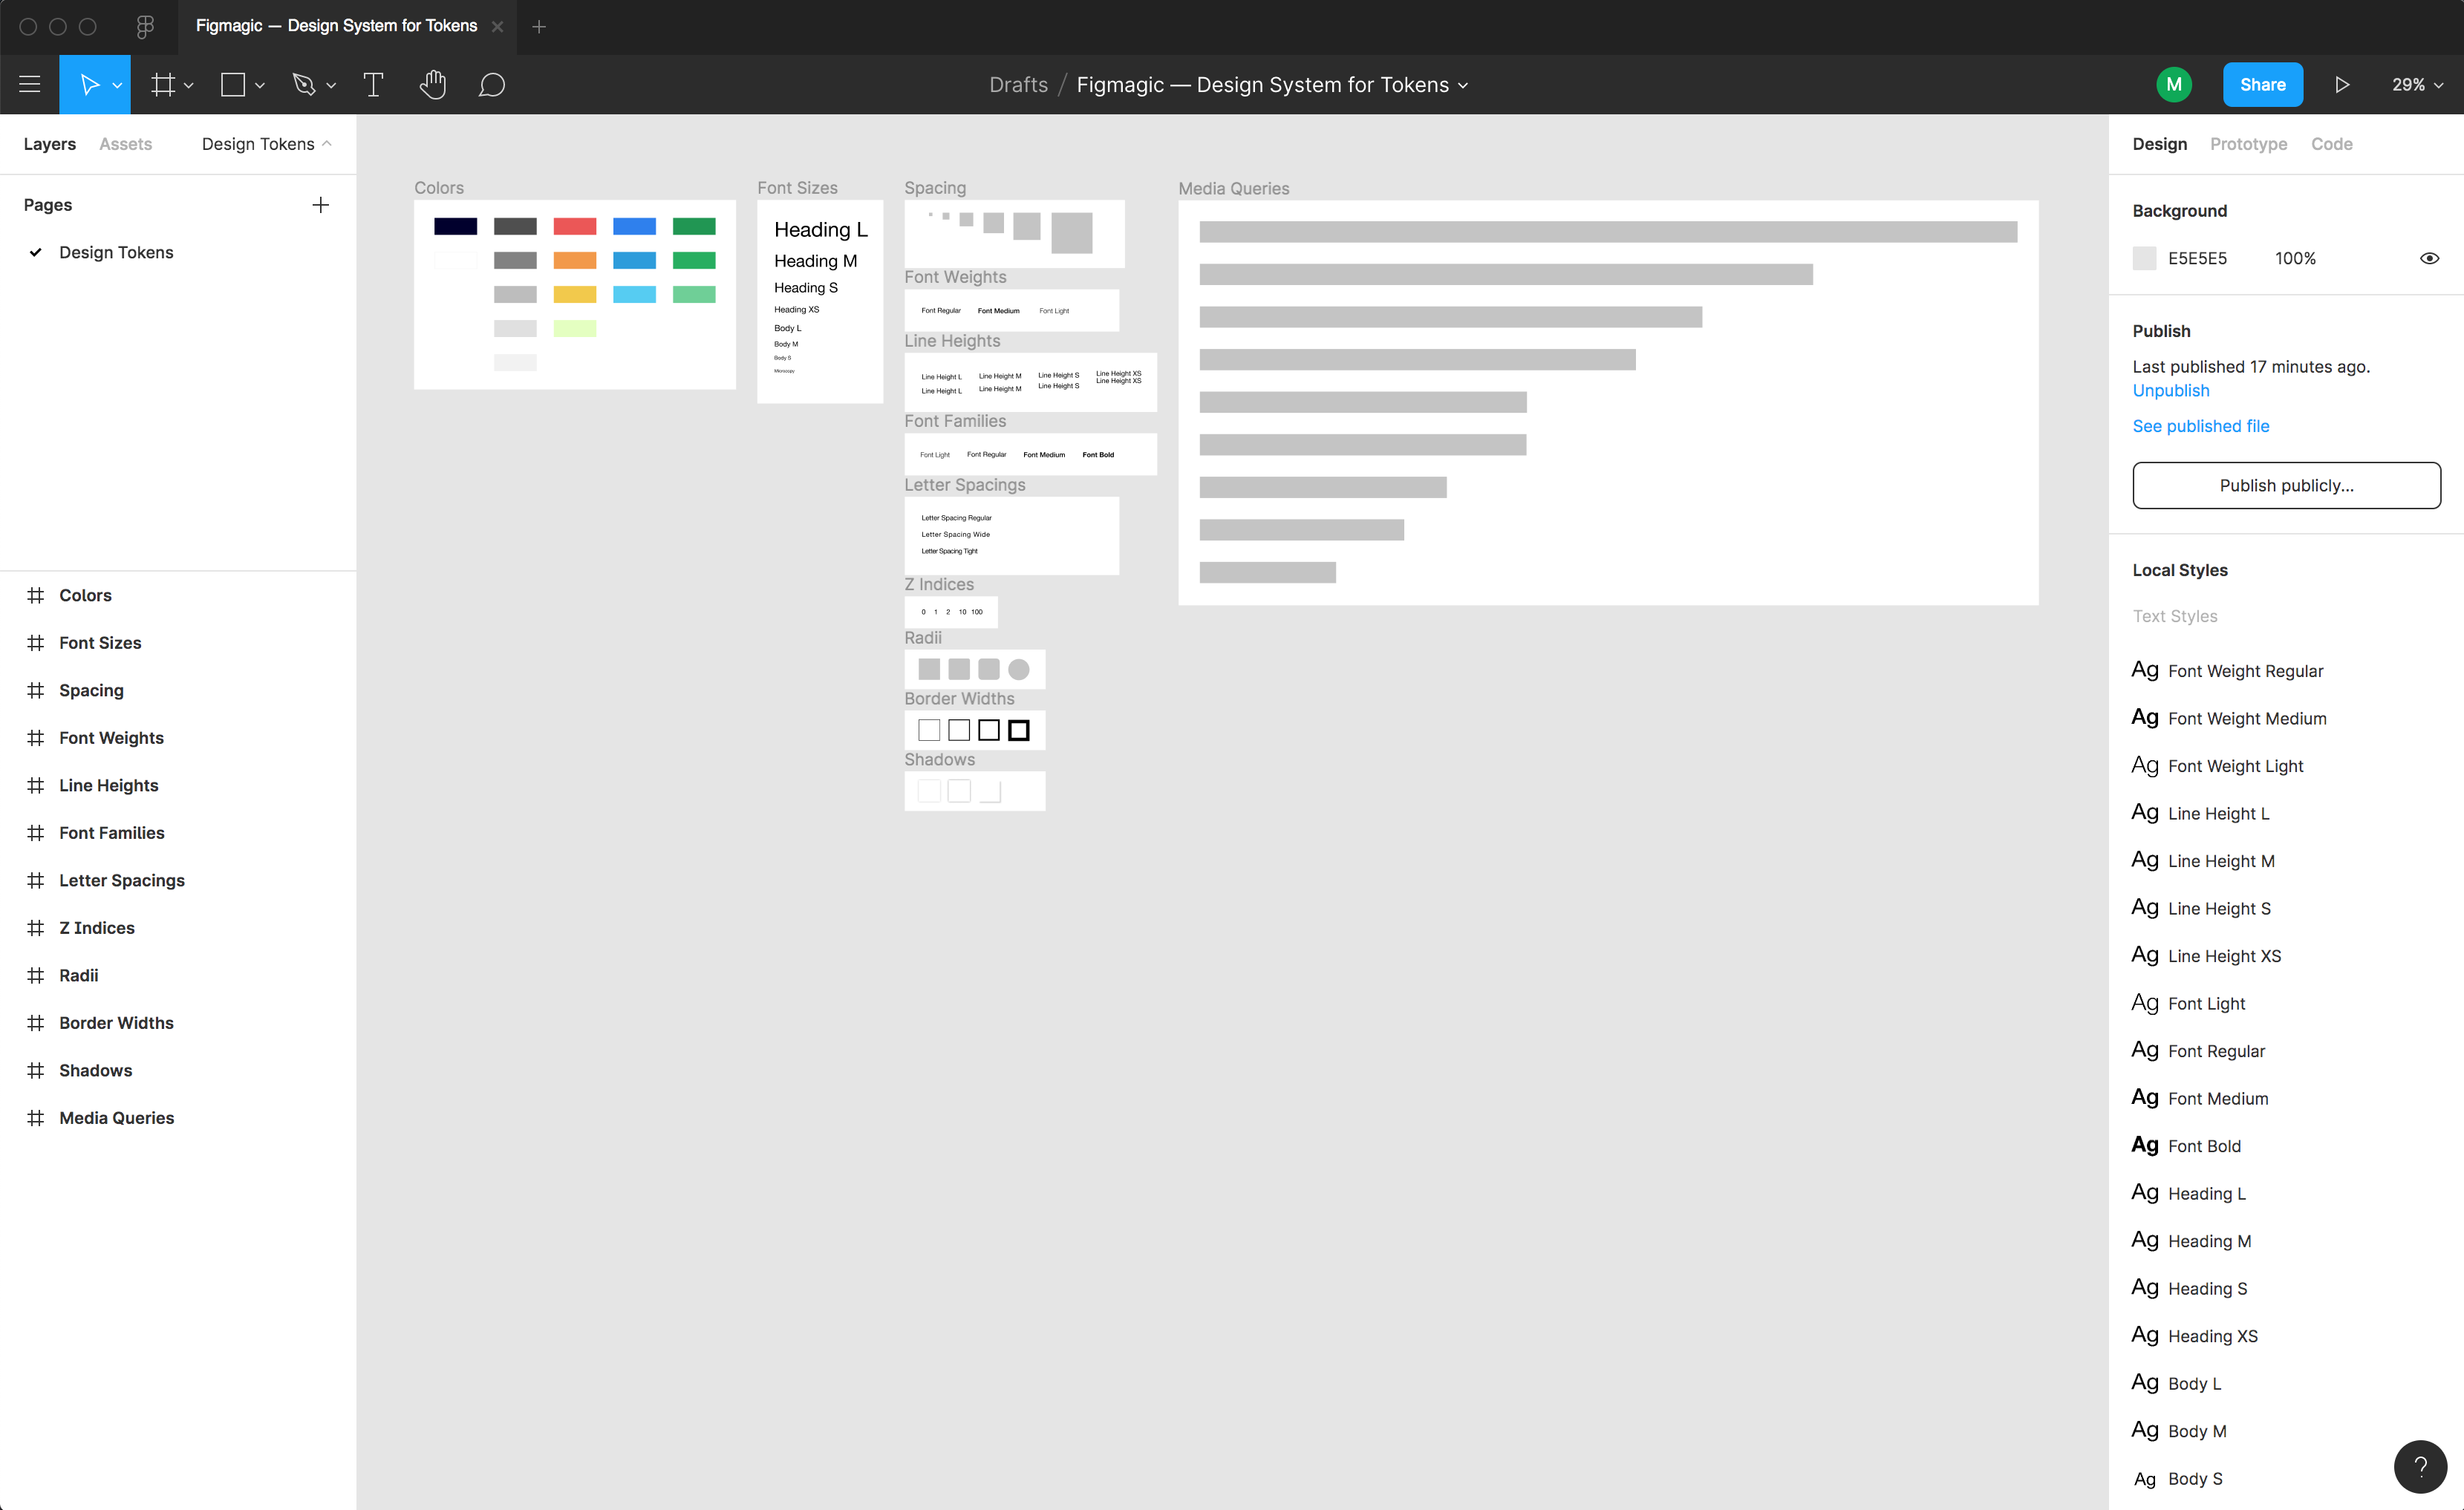 Figmagic — Design System for Tokens
Drafts / Figmagic — Design System for Tokens
M
Share
29%
Layers
Assets
Design Tokens
Pages
Design Tokens
Colors
Font Sizes
Spacing
Font Weights
Line Heights
Font Families
Letter Spacings
Z Indices
Radii
Border Widths
Shadows
Media Queries
Colors
Font Sizes
Heading L
Heading M
Heading S
Heading XS
Body L
Body M
Body S
Microcopy
Spacing
Font Weights
Font Regular Font Medium Font Light
Line Heights
Line Height L Line Height M Line Height S Line Height XS
Line Height L Line Height M Line Height S Line Height XS
Font Families
Font Light Font Regular Font Medium Font Bold
Letter Spacings
Letter Spacing Regular
Letter Spacing Wide
Letter Spacing Tight
Z Indices
0 1 2 10 100
Radii
Border Widths
Shadows
Media Queries
Design
Prototype
Code
Background
E5E5E5 100%
Publish
Last published 17 minutes ago.
Unpublish
See published file
Publish publicly...
Local Styles
Text Styles
Ag Font Weight Regular
Ag Font Weight Medium
Ag Font Weight Light
Ag Line Height L
Ag Line Height M
Ag Line Height S
Ag Line Height XS
Ag Font Light
Ag Font Regular
Ag Font Medium
Ag Font Bold
Ag Heading L
Ag Heading M
Ag Heading S
Ag Heading XS
Ag Body L
Ag Body M
Ag Body S
?